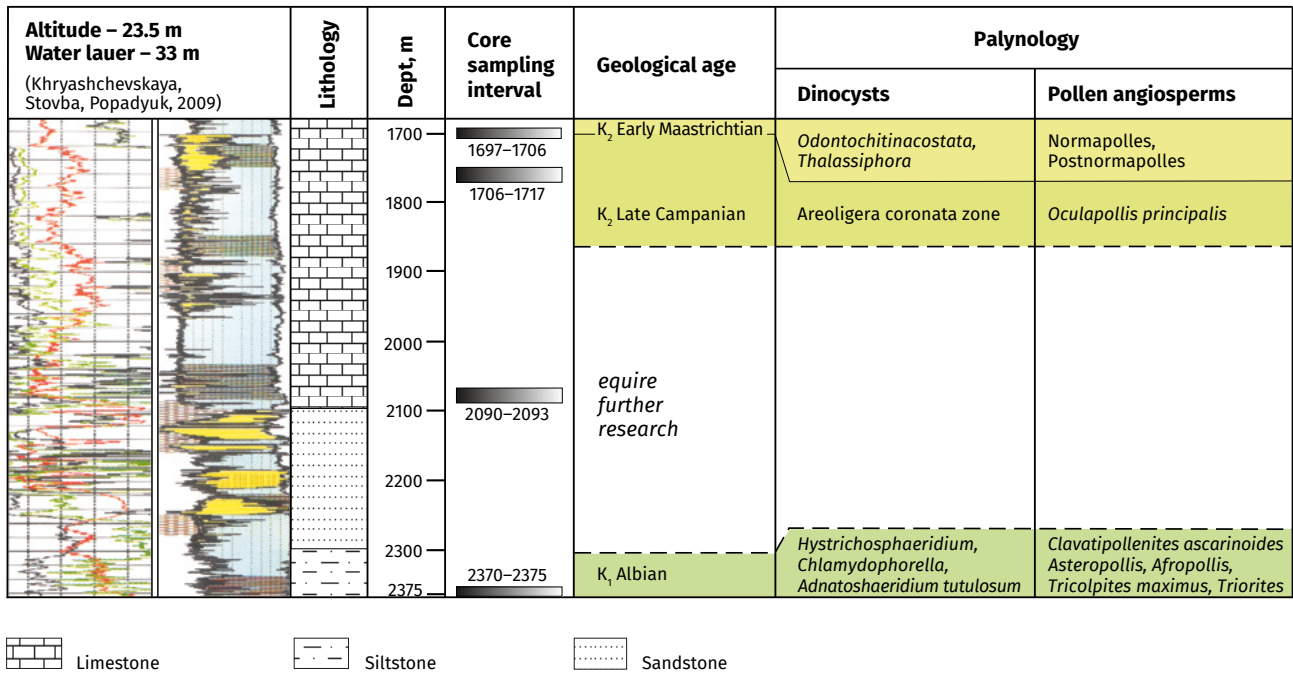 Altitude – 23.5 m
Water lauer – 33 m
(Khryashchevskaya,
Stovba, Popadyuk, 2009)
Lithology
Dept, m
Core
sampling
interval
Geological age
Palynology
Dinocysts
Pollen angiosperms
1700
1800
1900
2000
2100
2200
2300
2375
1697–1706
1706–1717
2090–2093
2370–2375
K₂ Early Maastrichtian
K₂ Late Campanian
equire
further
research
K₁ Albian
Odontochitinacostata,
Thalassiphora
Areoligera coronata zone
Hystrichosphaeridium,
Chlamydophorella,
Adnatoshaeridium tutulosum
Normapolles,
Postnormapolles
Oculapollis principalis
Clavatipollenites ascarinoides
Asteropollis, Afropollis,
Tricolpites maximus, Triorites
Limestone
Siltstone
Sandstone